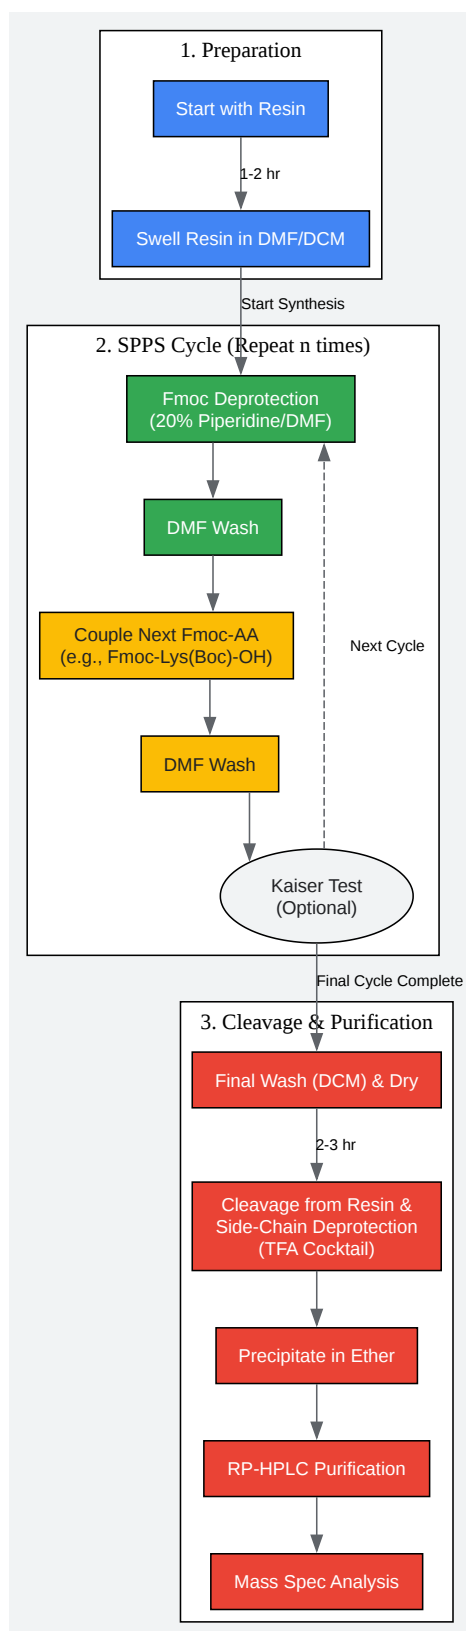 1. Preparation
Start with Resin
1-2 hr
Swell Resin in DMF/DCM
Start Synthesis
2. SPPS Cycle (Repeat n times)
Fmoc Deprotection
(20% Piperidine/DMF)
DMF Wash
Couple Next Fmoc-AA
(e.g., Fmoc-Lys(Boc)-OH)
Next Cycle
DMF Wash
Kaiser Test
(Optional)
Final Cycle Complete
3. Cleavage & Purification
Final Wash (DCM) & Dry
2-3 hr
Cleavage from Resin &
Side-Chain Deprotection
(TFA Cocktail)
Precipitate in Ether
RP-HPLC Purification
Mass Spec Analysis